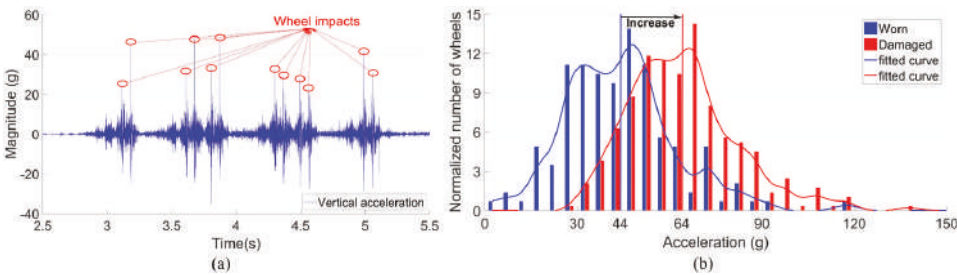 Wheel impacts
60
40
20
0
-20
-40
Magnitude (g)
Vertical acceleration
2.5 3 3.5 4 4.5 5 5.5
Time(s)
(a)
Increase
Worn
Damaged
fitted curve
fitted curve
15
12
9
6
3
0
Normalized number of wheels
0 30 44 64 90 120 150
Acceleration (g)
(b)